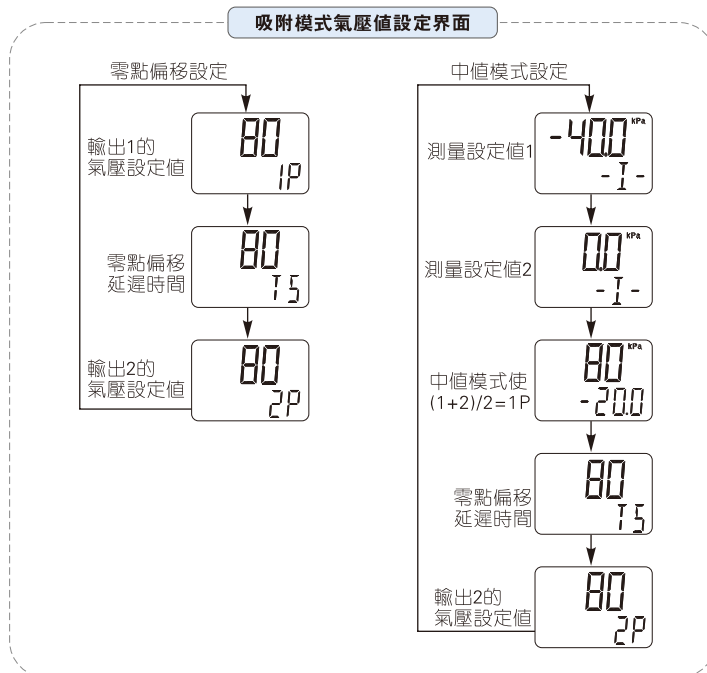 吸附模式氣壓值設定界面
零點偏移設定
輸出1的
氣壓設定值
80
1P
零點偏移
延遲時間
80
T5
輸出2的
氣壓設定值
80
2P
中值模式設定
測量設定值1
-40.0 kPa
-I-
測量設定值2
0.0 kPa
-I-
中值模式使
(1+2)/2=1P
80 kPa
-20.0
零點偏移
延遲時間
80
T5
輸出2的
氣壓設定值
80
2P